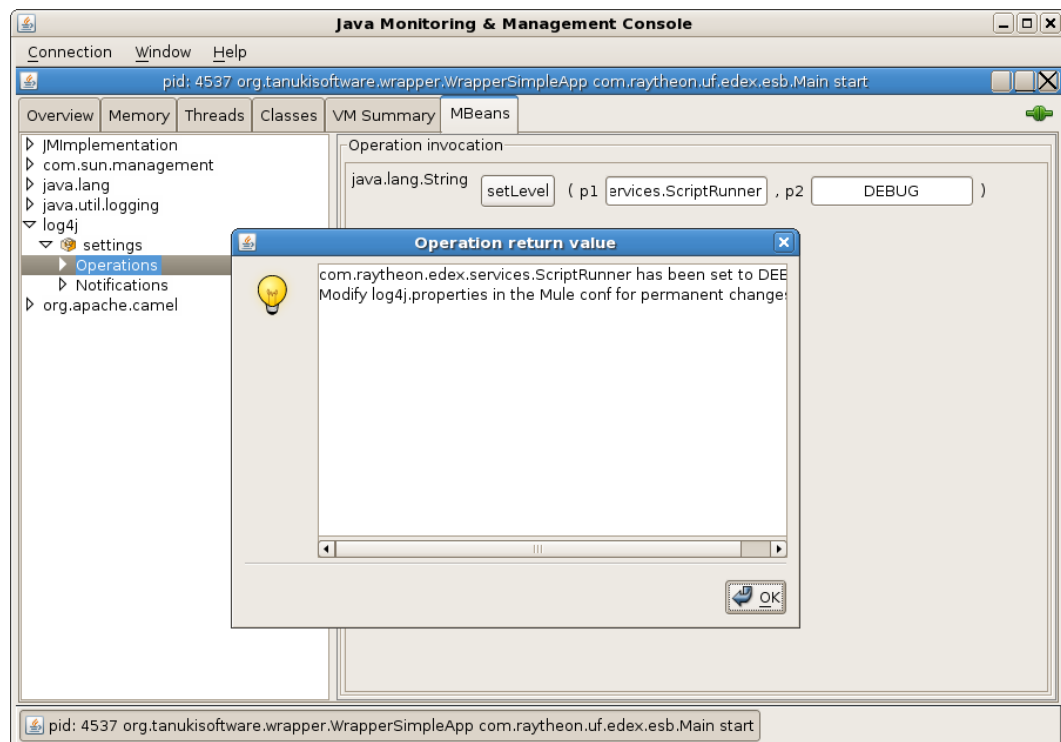 Java Monitoring & Management Console
Connection Window Help
pid: 4537 org.tanukisoftware.wrapper.WrapperSimpleApp com.raytheon.uf.edex.esb.Main start
Overview Memory Threads Classes VM Summary MBeans
JMImplementation
com.sun.management
java.lang
java.util.logging
log4j
settings
Operations
Notifications
org.apache.camel
Operation invocation
java.lang.String setLevel ( p1 ervices.ScriptRunner , p2 DEBUG )
Operation return value
com.raytheon.edex.services.ScriptRunner has been set to DEB
Modify log4j.properties in the Mule conf for permanent changes
OK
pid: 4537 org.tanukisoftware.wrapper.WrapperSimpleApp com.raytheon.uf.edex.esb.Main start